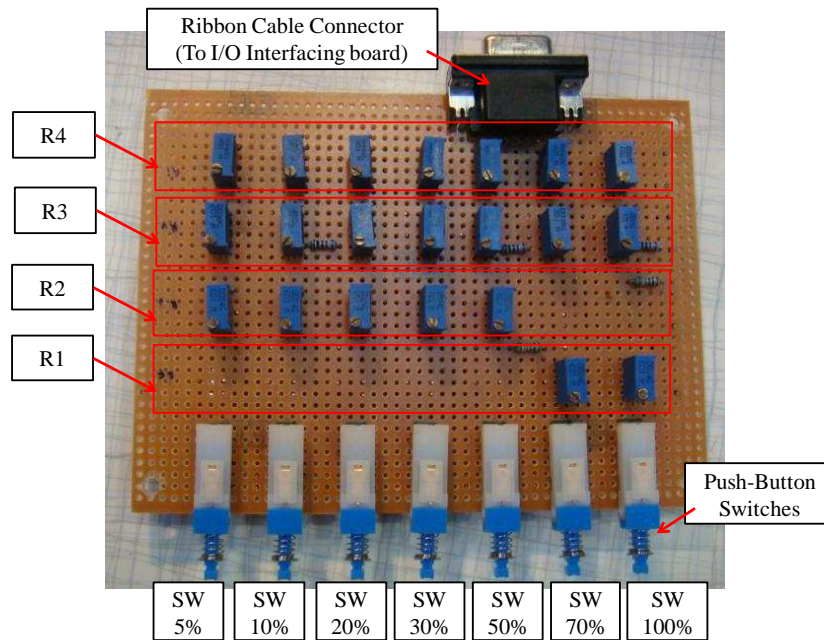 Ribbon Cable Connector
(To I/O Interfacing board)
R4
R3
R2
R1
Push-Button
Switches
SW
5%
SW
10%
SW
20%
SW
30%
SW
50%
SW
70%
SW
100%